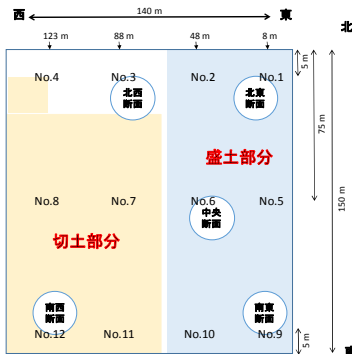 西 140 m 東
123 m 88 m 48 m 8 m
北
No.4 No.3 No.2 No.1
5 m
北西
断面
北東
断面
75 m
盛土部分
150 m
No.8 No.7 No.6 No.5
中央
断面
切土部分
南西
断面
南東
断面
No.12 No.11 No.10 No.9
5 m